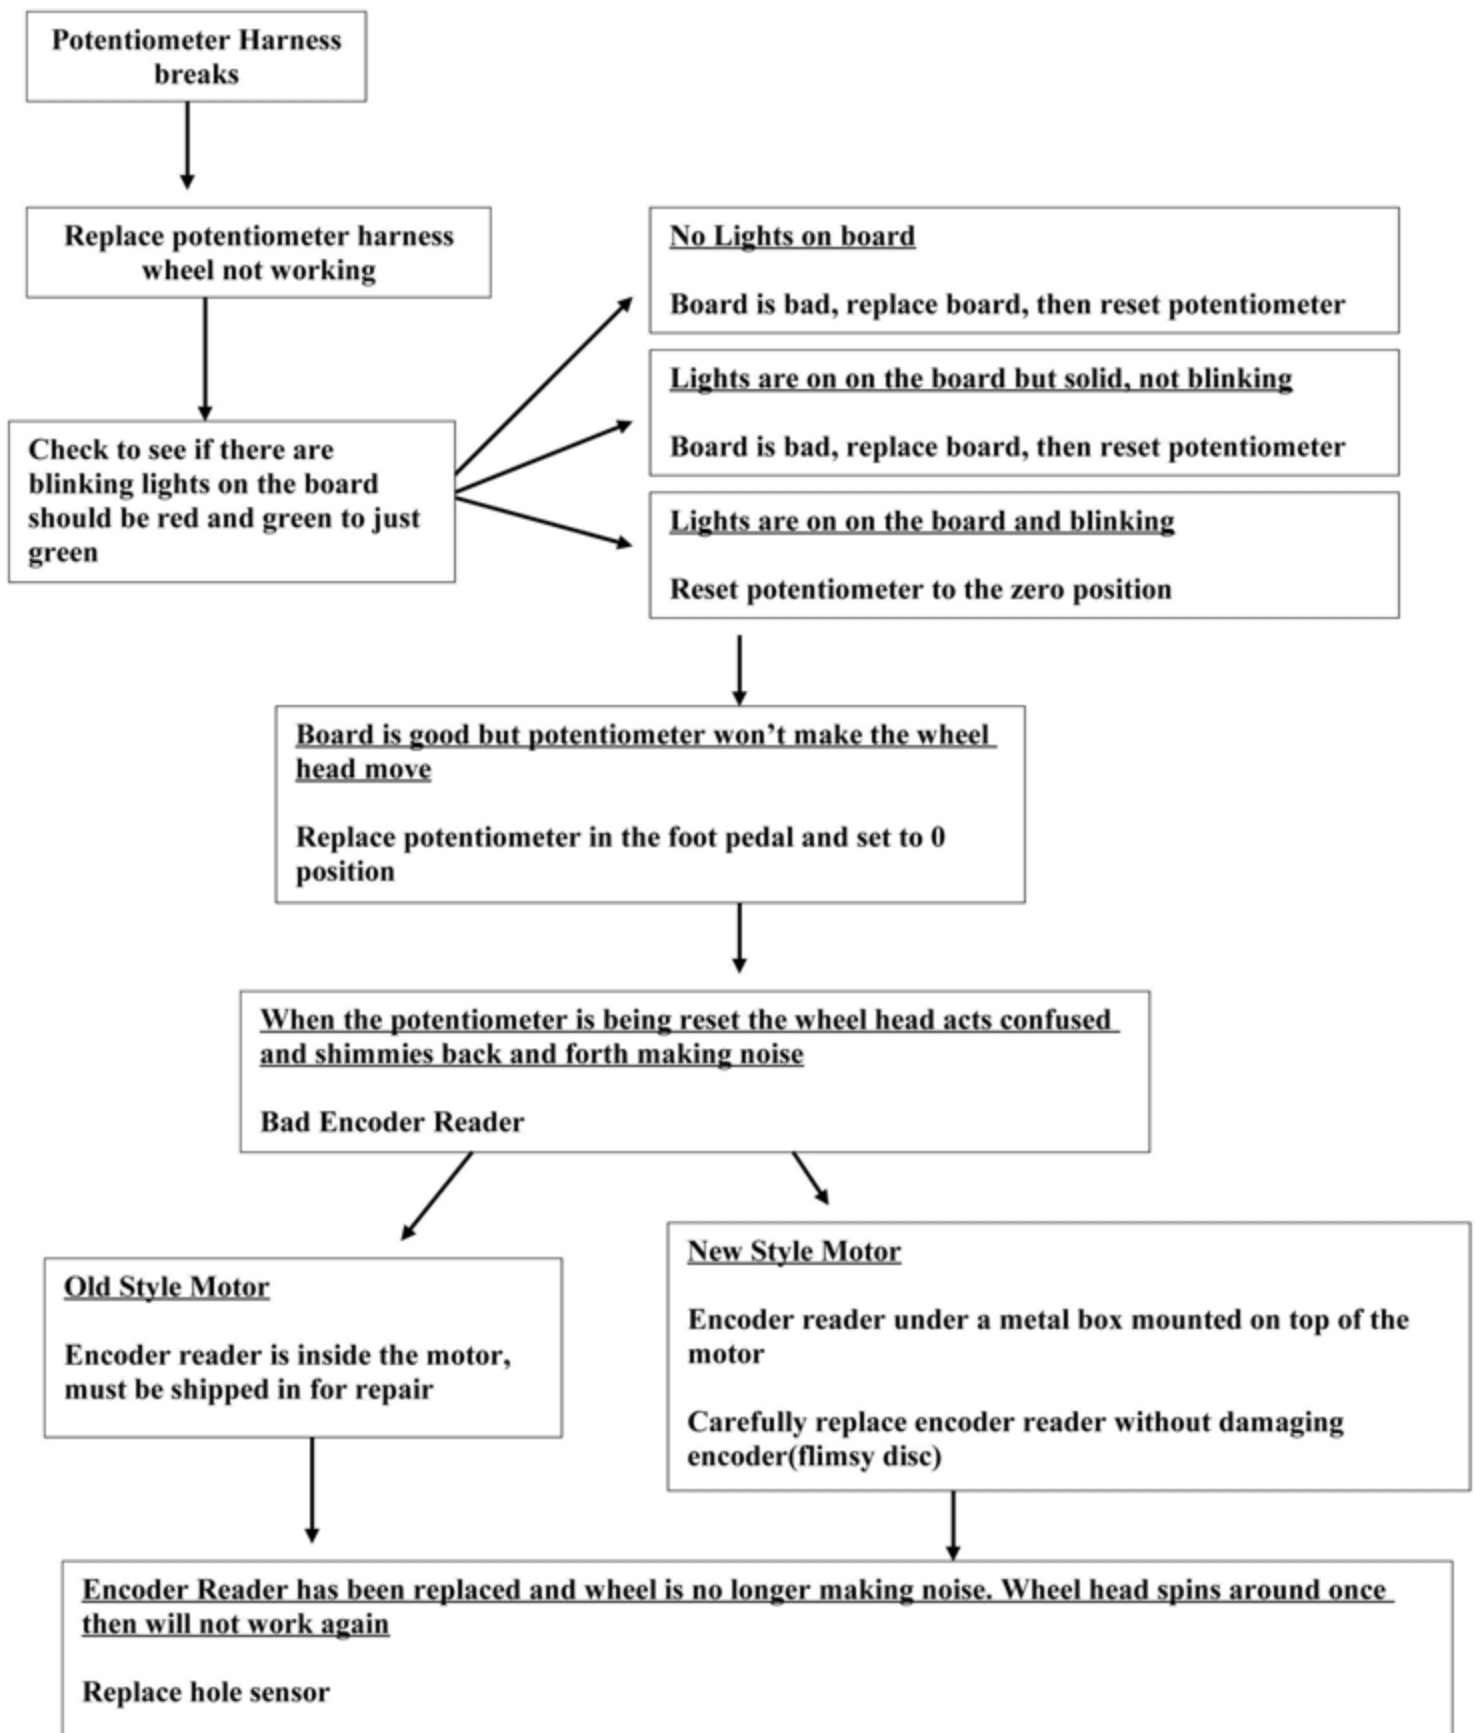 Potentiometer Harness
breaks
Replace potentiometer harness
wheel not working
Check to see if there are
blinking lights on the board
should be red and green to just
green
No Lights on board
Board is bad, replace board, then reset potentiometer
Lights are on on the board but solid, not blinking
Board is bad, replace board, then reset potentiometer
Lights are on on the board and blinking
Reset potentiometer to the zero position
Board is good but potentiometer won’t make the wheel
head move
Replace potentiometer in the foot pedal and set to 0
position
When the potentiometer is being reset the wheel head acts confused
and shimmies back and forth making noise
Bad Encoder Reader
Old Style Motor
Encoder reader is inside the motor,
must be shipped in for repair
New Style Motor
Encoder reader under a metal box mounted on top of the
motor
Carefully replace encoder reader without damaging
encoder(flimsy disc)
Encoder Reader has been replaced and wheel is no longer making noise. Wheel head spins around once
then will not work again
Replace hole sensor